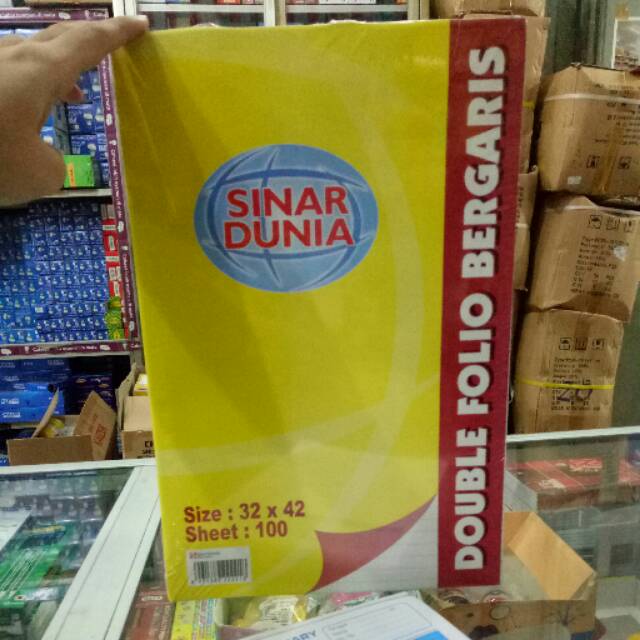 SINAR
DUNIA
DOUBLE FOLIO BERGARIS
Size : 32 x 42
Sheet : 100